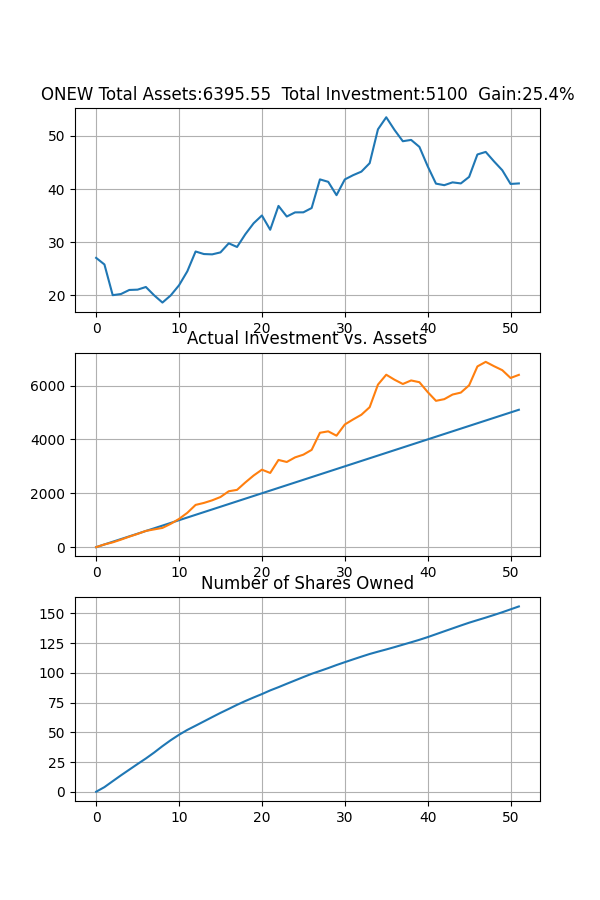 ONEW Total Assets:6395.55  Total Investment:5100  Gain:25.4%
50
40
30
20
0 10 20 30 40 50
Actual Investment vs. Assets
6000
4000
2000
0
0 10 20 30 40 50
Number of Shares Owned
150
125
100
75
50
25
0
0 10 20 30 40 50